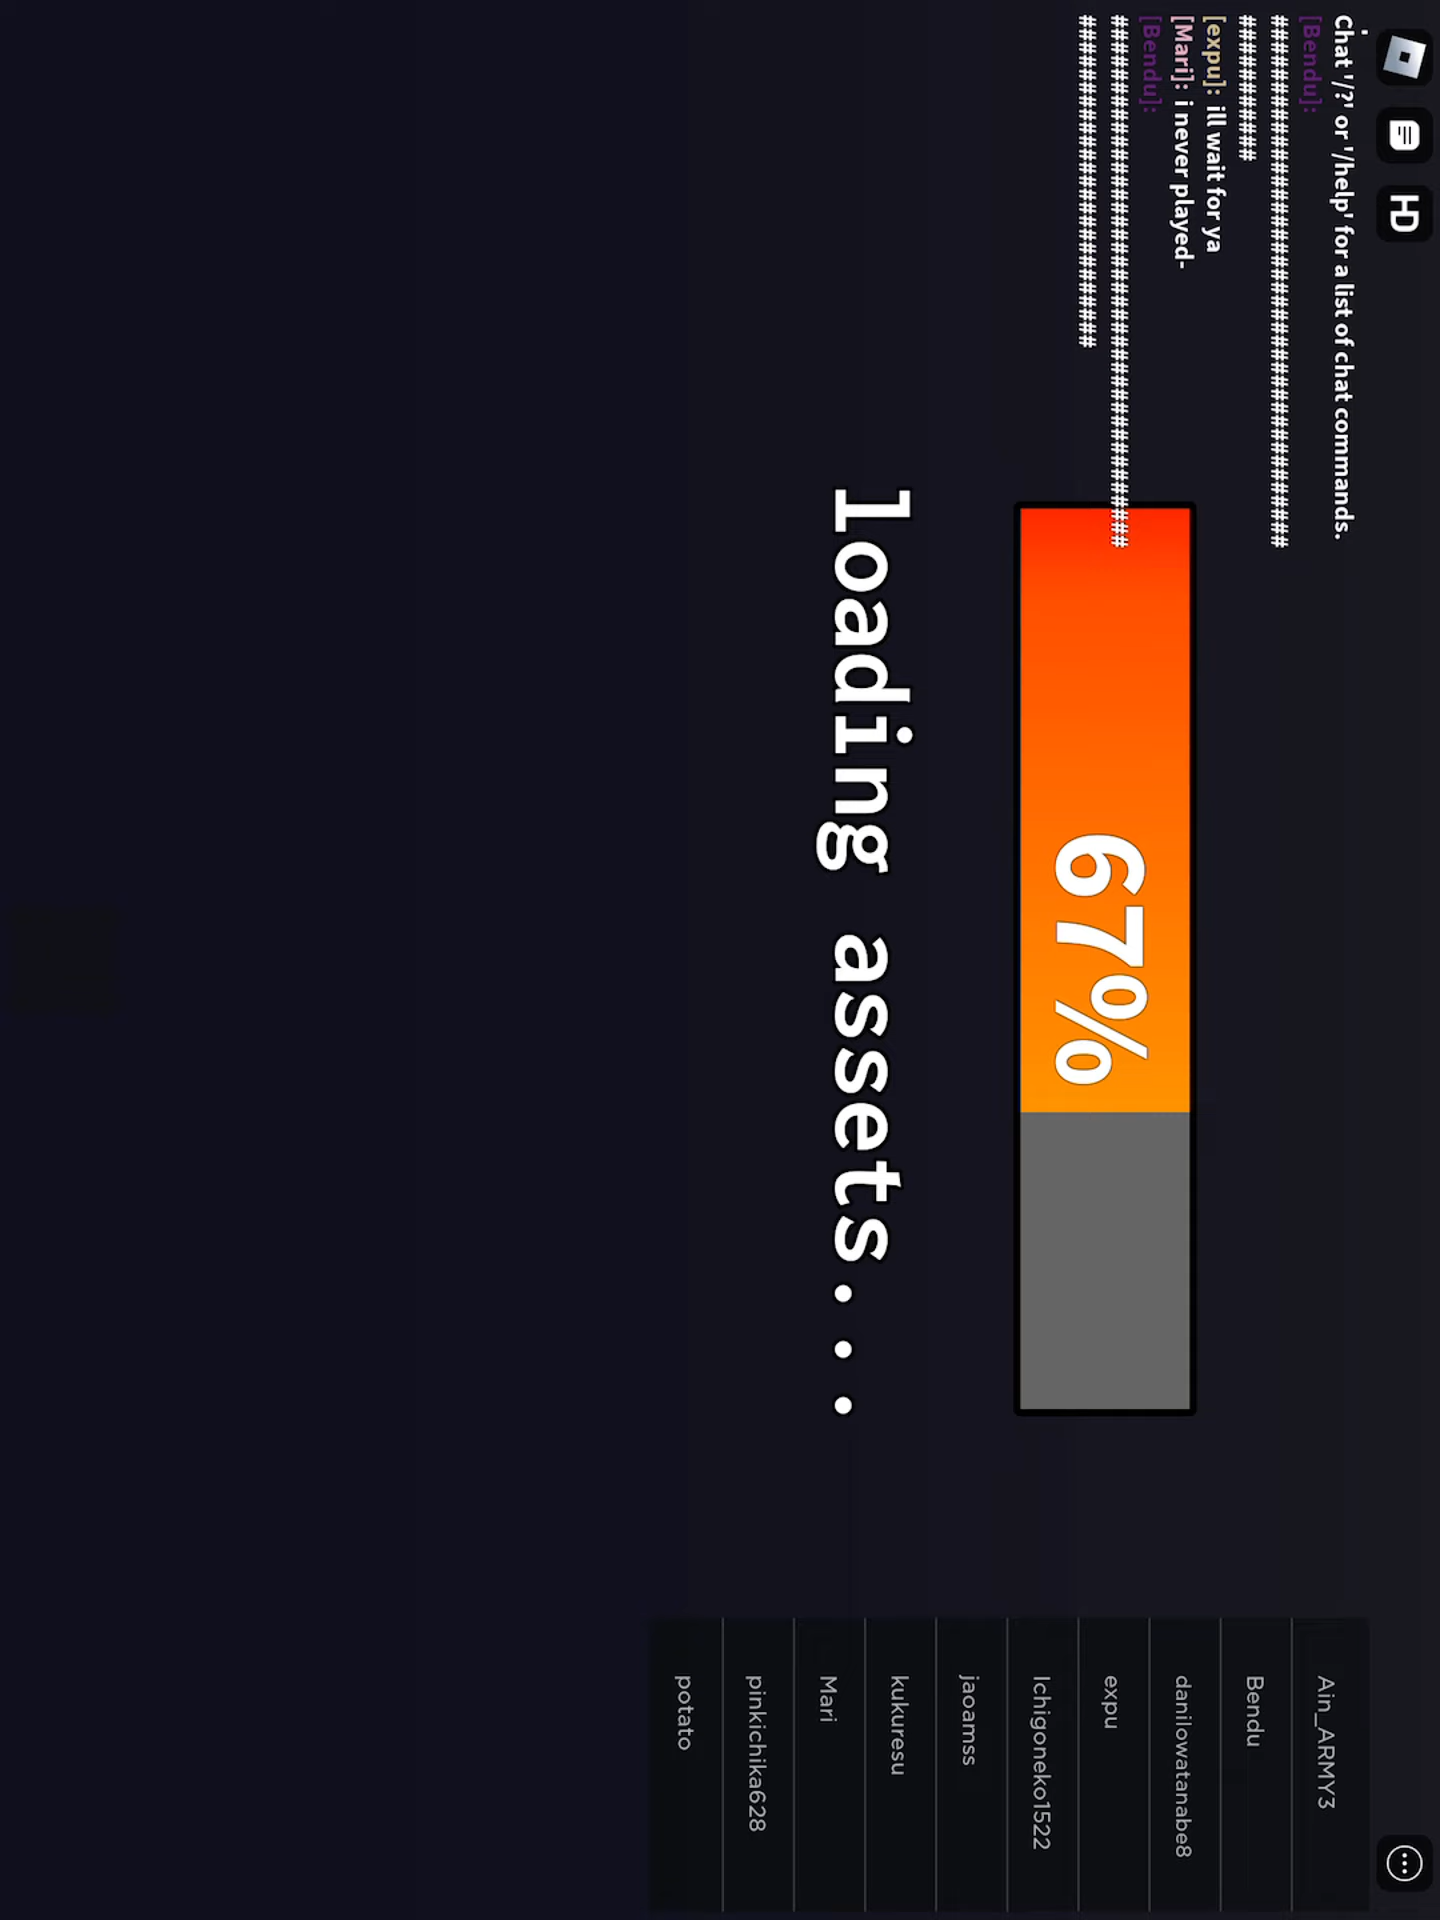 HD
Chat '/?' or '/help' for a list of chat commands.
[Bendu]:
################################################
#############
[expu]: ill wait for ya
[Mari]: i never played-
[Bendu]:
################################################
##############################
67%
loading assets...
Ain_ARMY3
Bendu
danilowatanabe8
expu
Ichigoneko1522
jaoamss
kukuresu
Mari
pinkichika628
potato